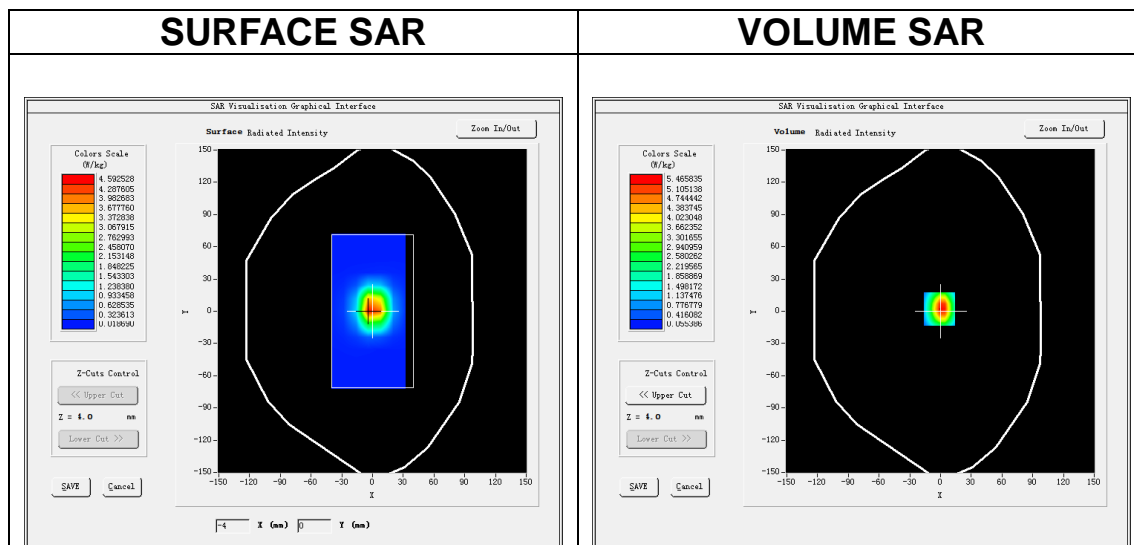 SURFACE SAR
VOLUME SAR
SAR Visualisation Graphical Interface
Surface Radiated Intensity
Zoom In/Out
Colors Scale
(W/kg)
4.592528
4.287605
3.982683
3.677760
3.372838
3.067915
2.762993
2.458070
2.153148
1.848225
1.543303
1.238380
0.933458
0.628535
0.323613
0.018690
Z-Cuts Control
<< Upper Cut
Z = 4.0 mm
Lower Cut >>
SAVE Cancel
150
120
90
60
30
Y 0
-30
-60
-90
-120
-150
-150 -120 -90 -60 -30 0 30 60 90 120 150
X
-4 X (mm) 0 Y (mm)
SAR Visualisation Graphical Interface
Volume Radiated Intensity
Zoom In/Out
Colors Scale
(W/kg)
5.465835
5.105138
4.744442
4.383745
4.023048
3.662352
3.301655
2.940959
2.580262
2.219565
1.858869
1.498172
1.137476
0.776779
0.416082
0.055386
Z-Cuts Control
<< Upper Cut
Z = 4.0 mm
Lower Cut >>
SAVE Cancel
150
120
90
60
30
Y 0
-30
-60
-90
-120
-150
-150 -120 -90 -60 -30 0 30 60 90 120 150
X